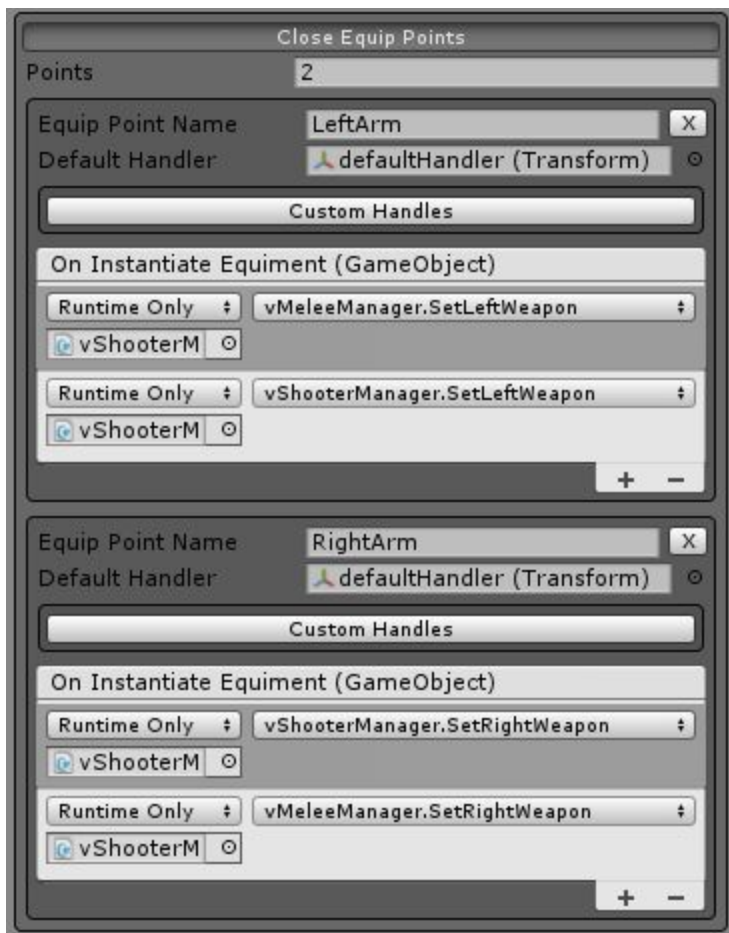 Close Equip Points
Points 2
Equip Point Name LeftArm X
Default Handler defaultHandler (Transform)
Custom Handles
On Instantiate Equiment (GameObject)
Runtime Only vMeleeManager.SetLeftWeapon
vShooterM
Runtime Only vShooterManager.SetLeftWeapon
vShooterM
+ −
Equip Point Name RightArm X
Default Handler defaultHandler (Transform)
Custom Handles
On Instantiate Equiment (GameObject)
Runtime Only vShooterManager.SetRightWeapon
vShooterM
Runtime Only vMeleeManager.SetRightWeapon
vShooterM
+ −